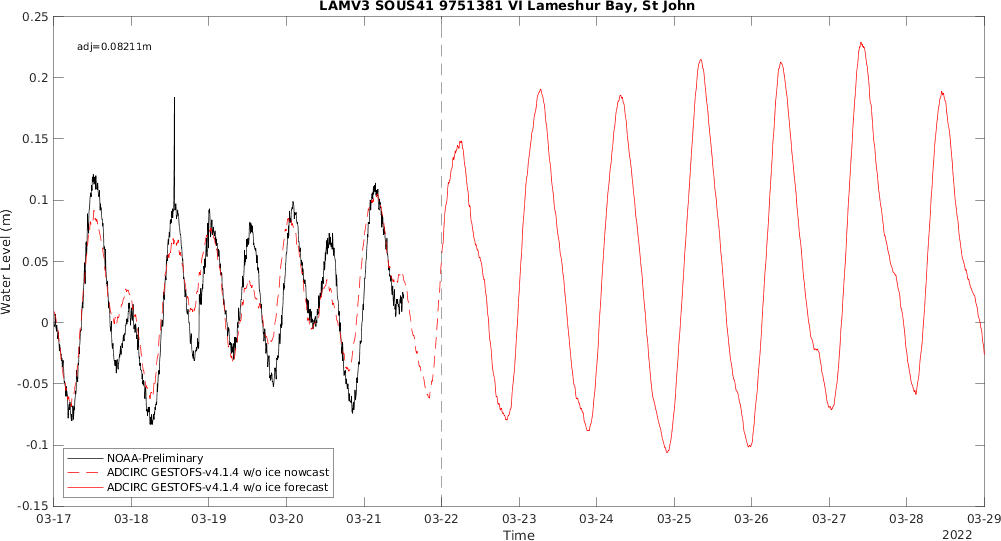 LAMV3 SOUS41 9751381 VI Lameshur Bay, St John
adj=0.08211m
0.25
0.2
0.15
0.1
0.05
0
-0.05
-0.1
-0.15
Water Level (m)
NOAA-Preliminary
ADCIRC GESTOFS-v4.1.4 w/o ice nowcast
ADCIRC GESTOFS-v4.1.4 w/o ice forecast
03-17 03-18 03-19 03-20 03-21 03-22 03-23 03-24 03-25 03-26 03-27 03-28 03-29
Time
2022